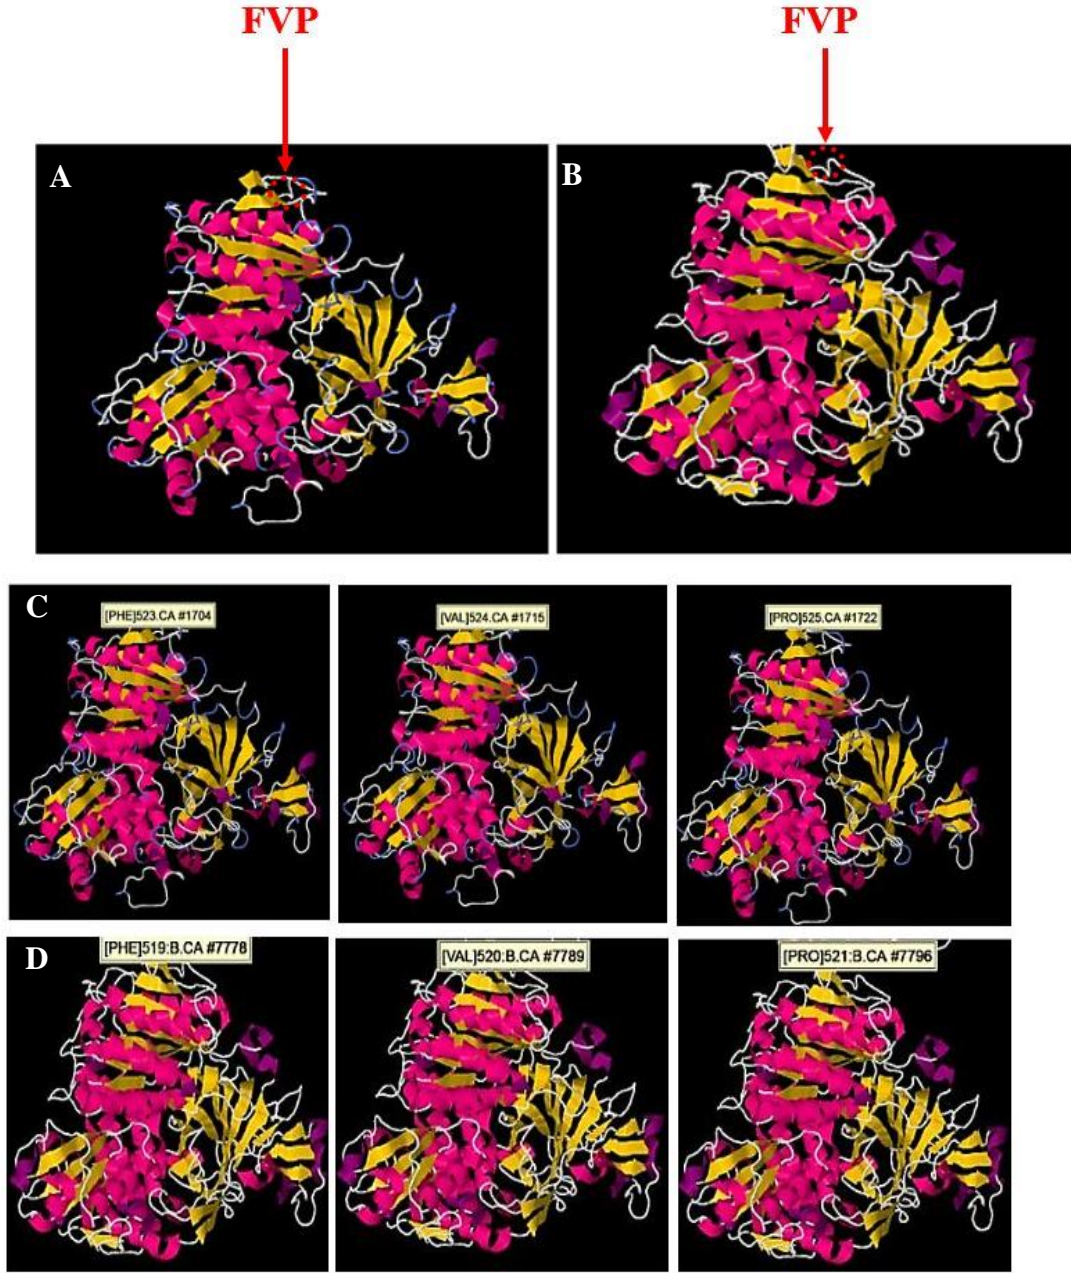 FVP
FVP
A
B
C
[PHE]523.CA #1704
[VAL]524.CA #1715
[PRO]525.CA #1722
D
[PHE]519:B.CA #7778
[VAL]520:B.CA #7789
[PRO]521:B.CA #7796